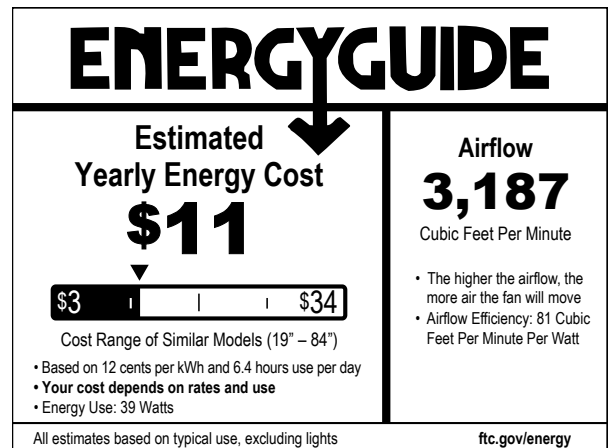 ENERGYGUIDE
Estimated
Yearly Energy Cost
$11
$3
$34
Cost Range of Similar Models (19” – 84”)
• Based on 12 cents per kWh and 6.4 hours use per day
• Your cost depends on rates and use
• Energy Use: 39 Watts
Airflow
3,187
Cubic Feet Per Minute
• The higher the airflow, the
more air the fan will move
• Airflow Efficiency: 81 Cubic
Feet Per Minute Per Watt
All estimates based on typical use, excluding lights
ftc.gov/energy